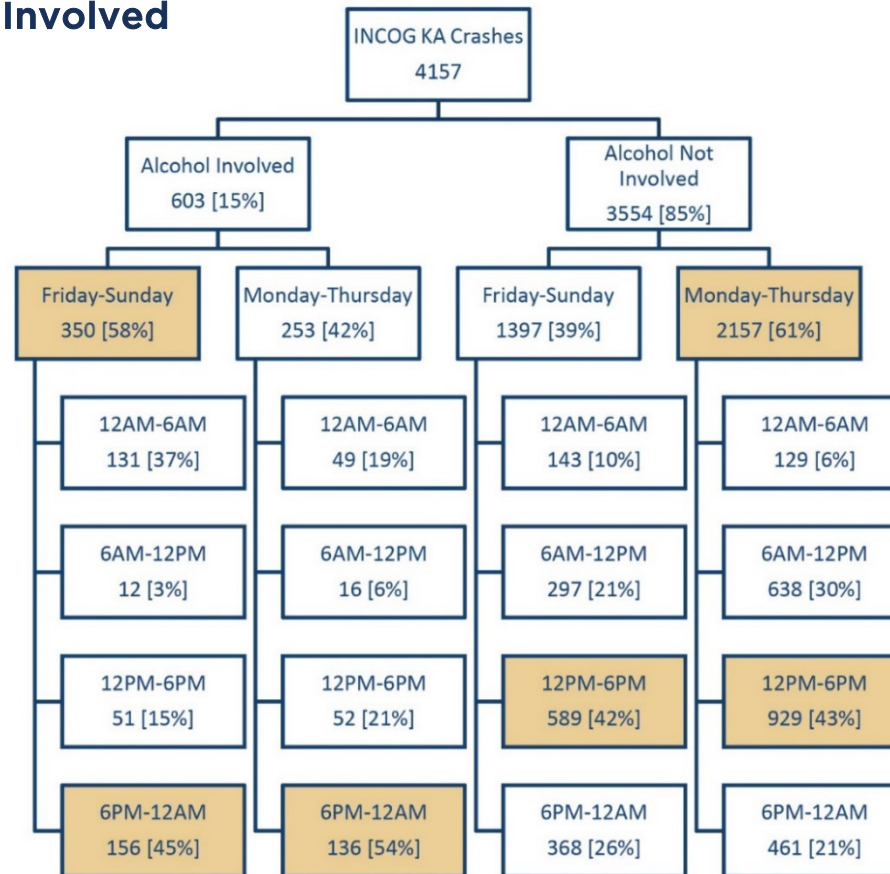 Involved
INCOG KA Crashes
4157
Alcohol Involved
603 [15%]
Alcohol Not
Involved
3554 [85%]
Friday-Sunday
350 [58%]
Monday-Thursday
253 [42%]
Friday-Sunday
1397 [39%]
Monday-Thursday
2157 [61%]
12AM-6AM
131 [37%]
12AM-6AM
49 [19%]
12AM-6AM
143 [10%]
12AM-6AM
129 [6%]
6AM-12PM
12 [3%]
6AM-12PM
16 [6%]
6AM-12PM
297 [21%]
6AM-12PM
638 [30%]
12PM-6PM
51 [15%]
12PM-6PM
52 [21%]
12PM-6PM
589 [42%]
12PM-6PM
929 [43%]
6PM-12AM
156 [45%]
6PM-12AM
136 [54%]
6PM-12AM
368 [26%]
6PM-12AM
461 [21%]